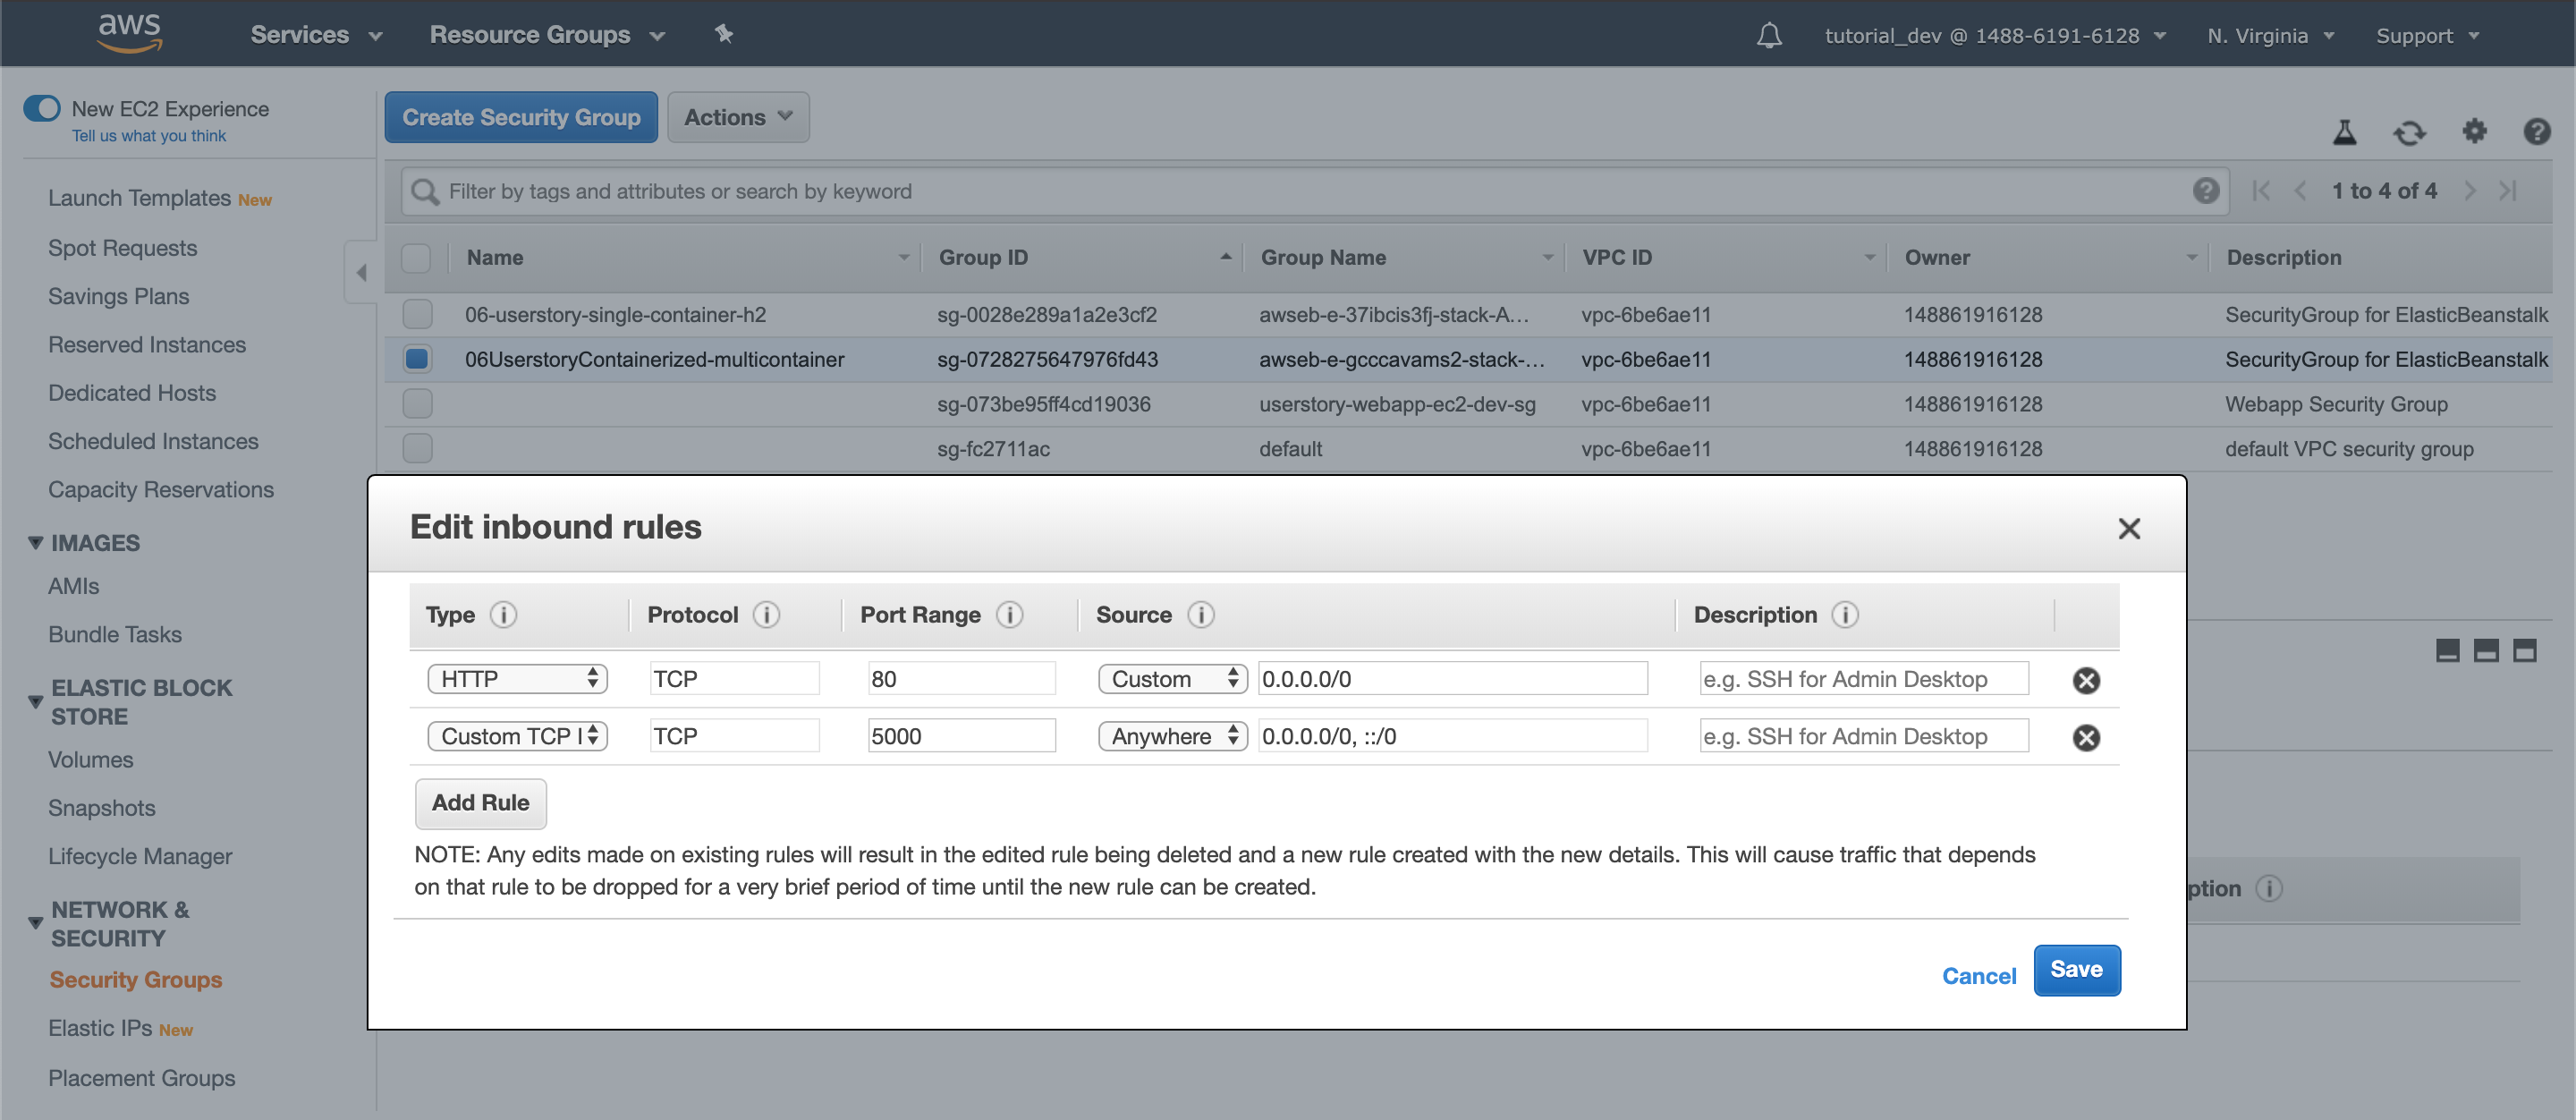 aws Services Resource Groups tutorial_dev @ 1488-6191-6128 N. Virginia Support
New EC2 Experience
Tell us what you think
Launch Templates New
Spot Requests
Savings Plans
Reserved Instances
Dedicated Hosts
Scheduled Instances
Capacity Reservations
IMAGES
AMIs
Bundle Tasks
ELASTIC BLOCK
STORE
Volumes
Snapshots
Lifecycle Manager
NETWORK &
SECURITY
Security Groups
Elastic IPs New
Placement Groups
Create Security Group Actions
Filter by tags and attributes or search by keyword 1 to 4 of 4
Name Group ID Group Name VPC ID Owner Description
06-userstory-single-container-h2 sg-0028e289a1a2e3cf2 awseb-e-37ibcis3fj-stack-A... vpc-6be6ae11 148861916128 SecurityGroup for ElasticBeanstalk
06UserstoryContainerized-multicontainer sg-0728275647976fd43 awseb-e-gcccavams2-stack-... vpc-6be6ae11 148861916128 SecurityGroup for ElasticBeanstalk
sg-073be95ff4cd19036 userstory-webapp-ec2-dev-sg vpc-6be6ae11 148861916128 Webapp Security Group
sg-fc2711ac default vpc-6be6ae11 148861916128 default VPC security group
Edit inbound rules
Type Protocol Port Range Source Description
HTTP TCP 80 Custom 0.0.0.0/0 e.g. SSH for Admin Desktop
Custom TCP TCP 5000 Anywhere 0.0.0.0/0, ::/0 e.g. SSH for Admin Desktop
Add Rule
NOTE: Any edits made on existing rules will result in the edited rule being deleted and a new rule created with the new details. This will cause traffic that depends
on that rule to be dropped for a very brief period of time until the new rule can be created.
ption
Cancel Save